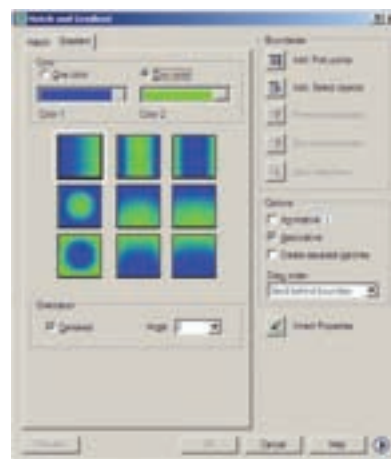 Hatch and Gradient
Hatch
Gradient
Color
One color
Two color
Color 1
Color 2
Orientation
Centered
Angle
Boundaries
Add: Pick points
Add: Select objects
Options
Annotative
Associative
Create separate hatches
Draw order:
Send behind boundary
Inherit Properties
OK
Cancel
Help